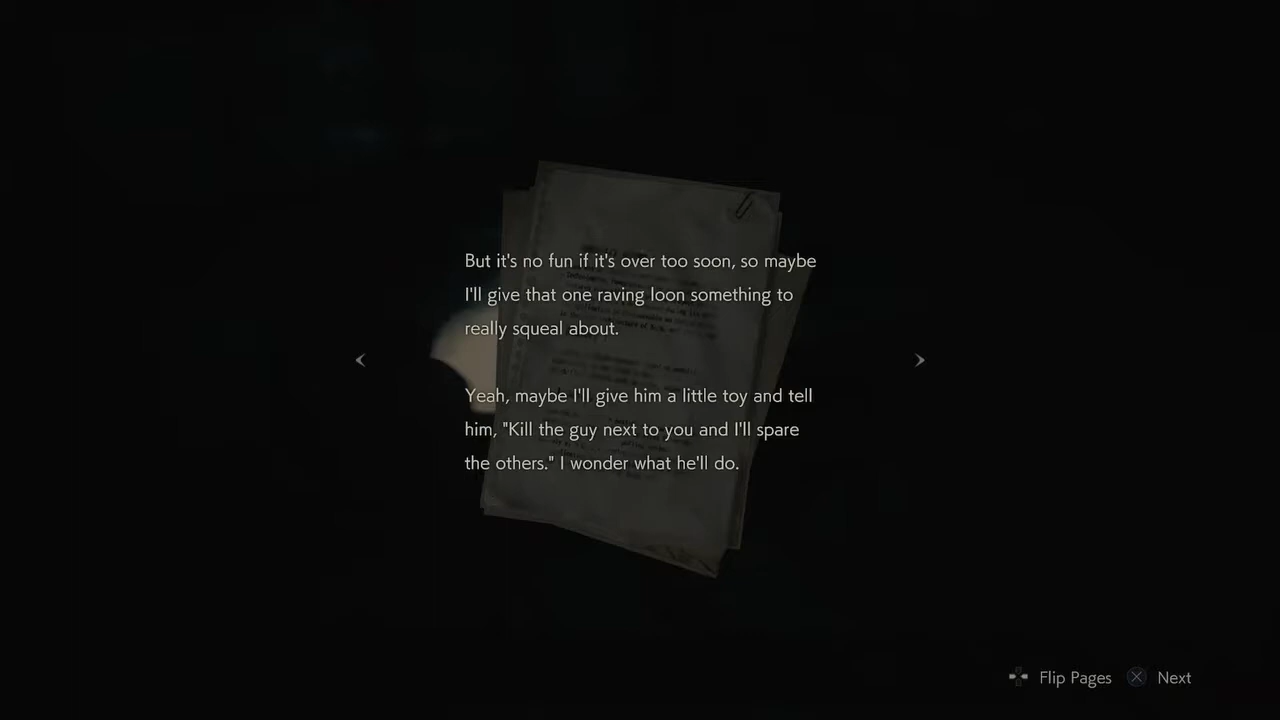 But it's no fun if it's over too soon, so maybe
I'll give that one raving loon something to
really squeal about.
Yeah, maybe I'll give him a little toy and tell
him, "Kill the guy next to you and I'll spare
the others." I wonder what he'll do.
Flip Pages
Next